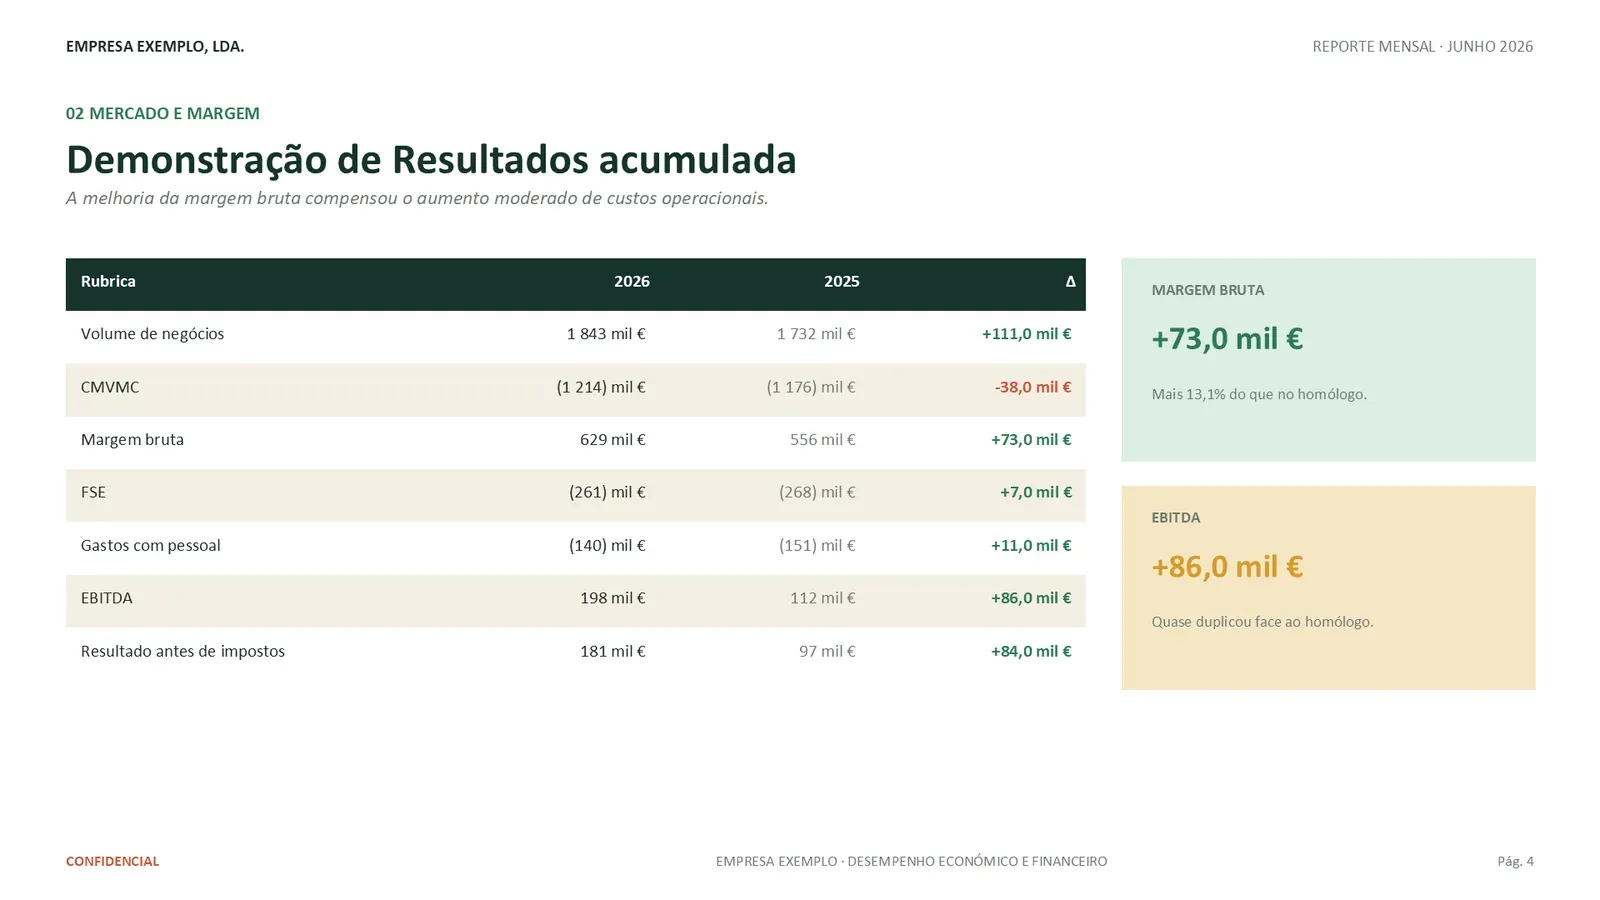 EMPRESA EXEMPLO, LDA.
REPORTE MENSAL · JUNHO 2026
02 MERCADO E MARGEM
Demonstração de Resultados acumulada
A melhoria da margem bruta compensou o aumento moderado de custos operacionais.
Rubrica 2026 2025 Δ
Volume de negócios 1 843 mil € 1 732 mil € +111,0 mil €
CMVMC (1 214) mil € (1 176) mil € -38,0 mil €
Margem bruta 629 mil € 556 mil € +73,0 mil €
FSE (261) mil € (268) mil € +7,0 mil €
Gastos com pessoal (140) mil € (151) mil € +11,0 mil €
EBITDA 198 mil € 112 mil € +86,0 mil €
Resultado antes de impostos 181 mil € 97 mil € +84,0 mil €
MARGEM BRUTA
+73,0 mil €
Mais 13,1% do que no homólogo.
EBITDA
+86,0 mil €
Quase duplicou face ao homólogo.
CONFIDENCIAL
EMPRESA EXEMPLO · DESEMPENHO ECONÓMICO E FINANCEIRO
Pág. 4